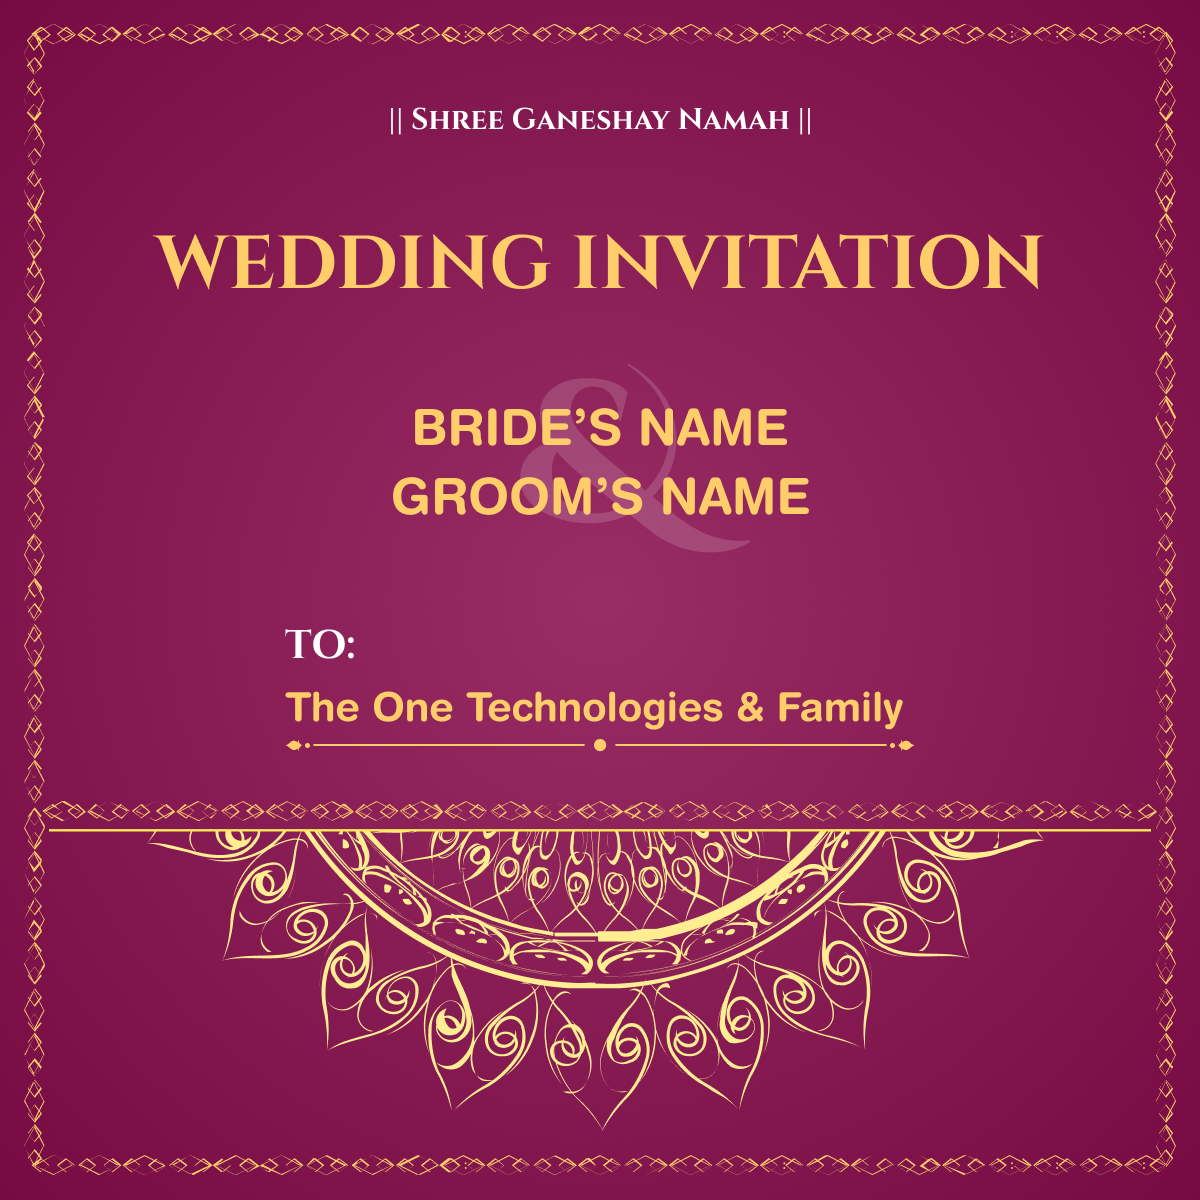 || Shree Ganeshay Namah ||
WEDDING INVITATION
&
BRIDE’S NAME
GROOM’S NAME
TO:
The One Technologies & Family